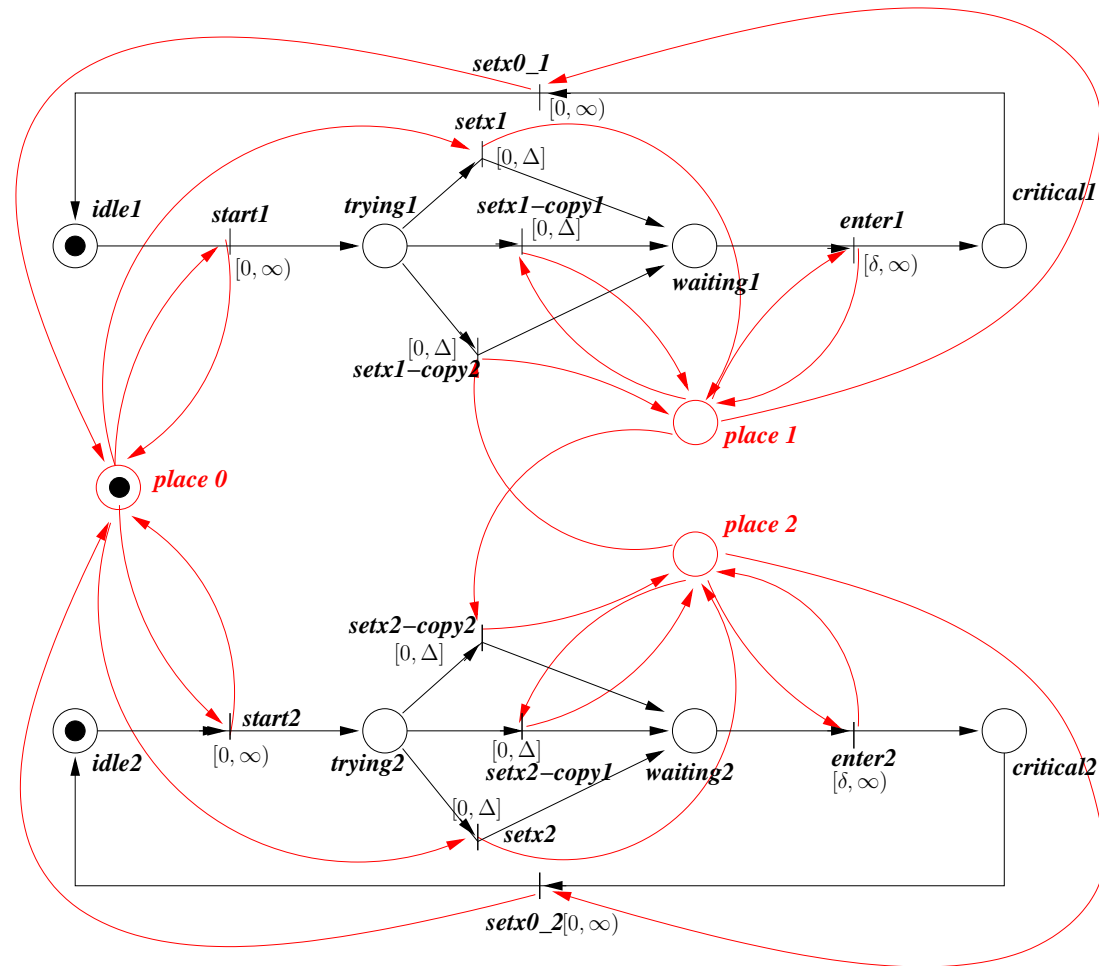 setx0_1
[0, ∞)
setx1
[0, Δ]
idle1
start1
trying1
setx1−copy1
critical1
enter1
[0, Δ]
[0, ∞)
[δ, ∞)
waiting1
[0, Δ]
setx1−copy2
place 1
place 0
place 2
setx2−copy2
[0, Δ]
start2
[0, ∞)
[0, Δ]
idle2
trying2
setx2−copy1
waiting2
enter2
critical2
[δ, ∞)
[0, Δ]
setx2
setx0_2 [0, ∞)